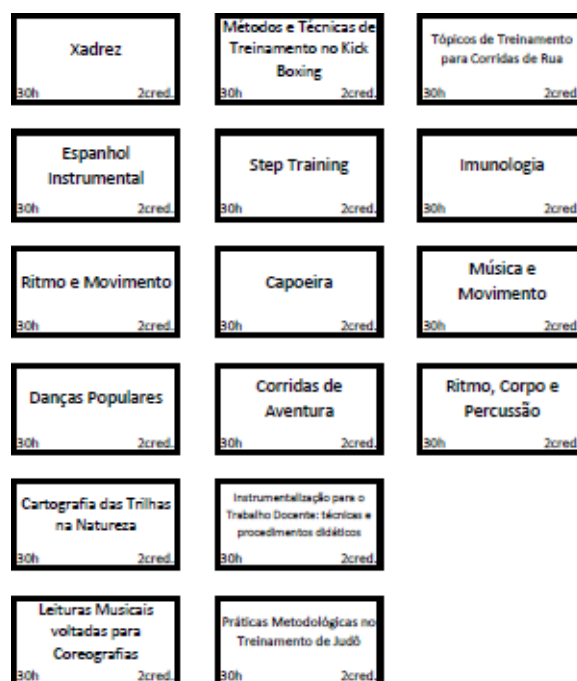 Xadrez
30h 2cred.
Métodos e Técnicas de
Treinamento no Kick
Boxing
30h 2cred.
Tópicos de Treinamento
para Corridas de Rua
30h 2cred
Espanhol
Instrumental
30h 2cred.
Step Training
30h 2cred.
Imunologia
30h 2cred
Ritmo e Movimento
30h 2cred.
Capoeira
30h 2cred.
Música e
Movimento
30h 2cred
Danças Populares
30h 2cred.
Corridas de
Aventura
30h 2cred.
Ritmo, Corpo e
Percussão
30h 2cred
Cartografia das Trilhas
na Natureza
30h 2cred.
Instrumentalização para o
Trabalho Docente: técnicas e
procedimentos didáticos
30h 2cred.
Leituras Musicais
voltadas para
Coreografias
30h 2cred.
Práticas Metodológicas no
Treinamento de Judô
30h 2cred.